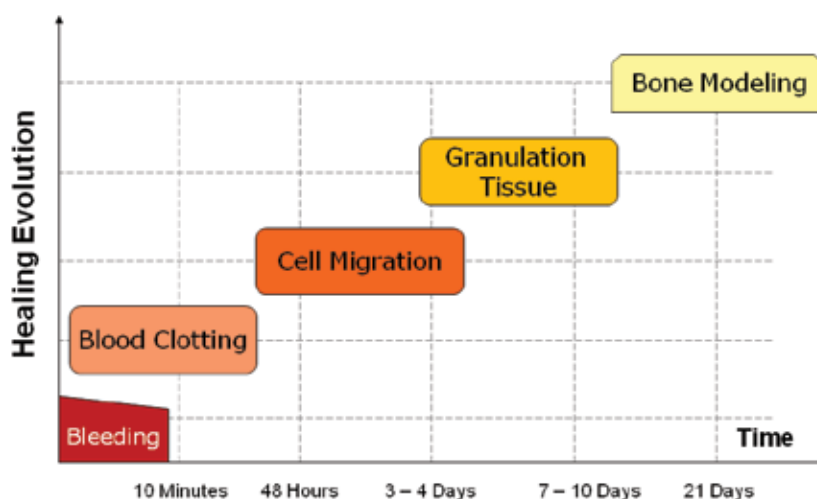 Healing Evolution
Bone Modeling
Granulation
Tissue
Cell Migration
Blood Clotting
Bleeding
Time
10 Minutes
48 Hours
3 – 4 Days
7 – 10 Days
21 Days